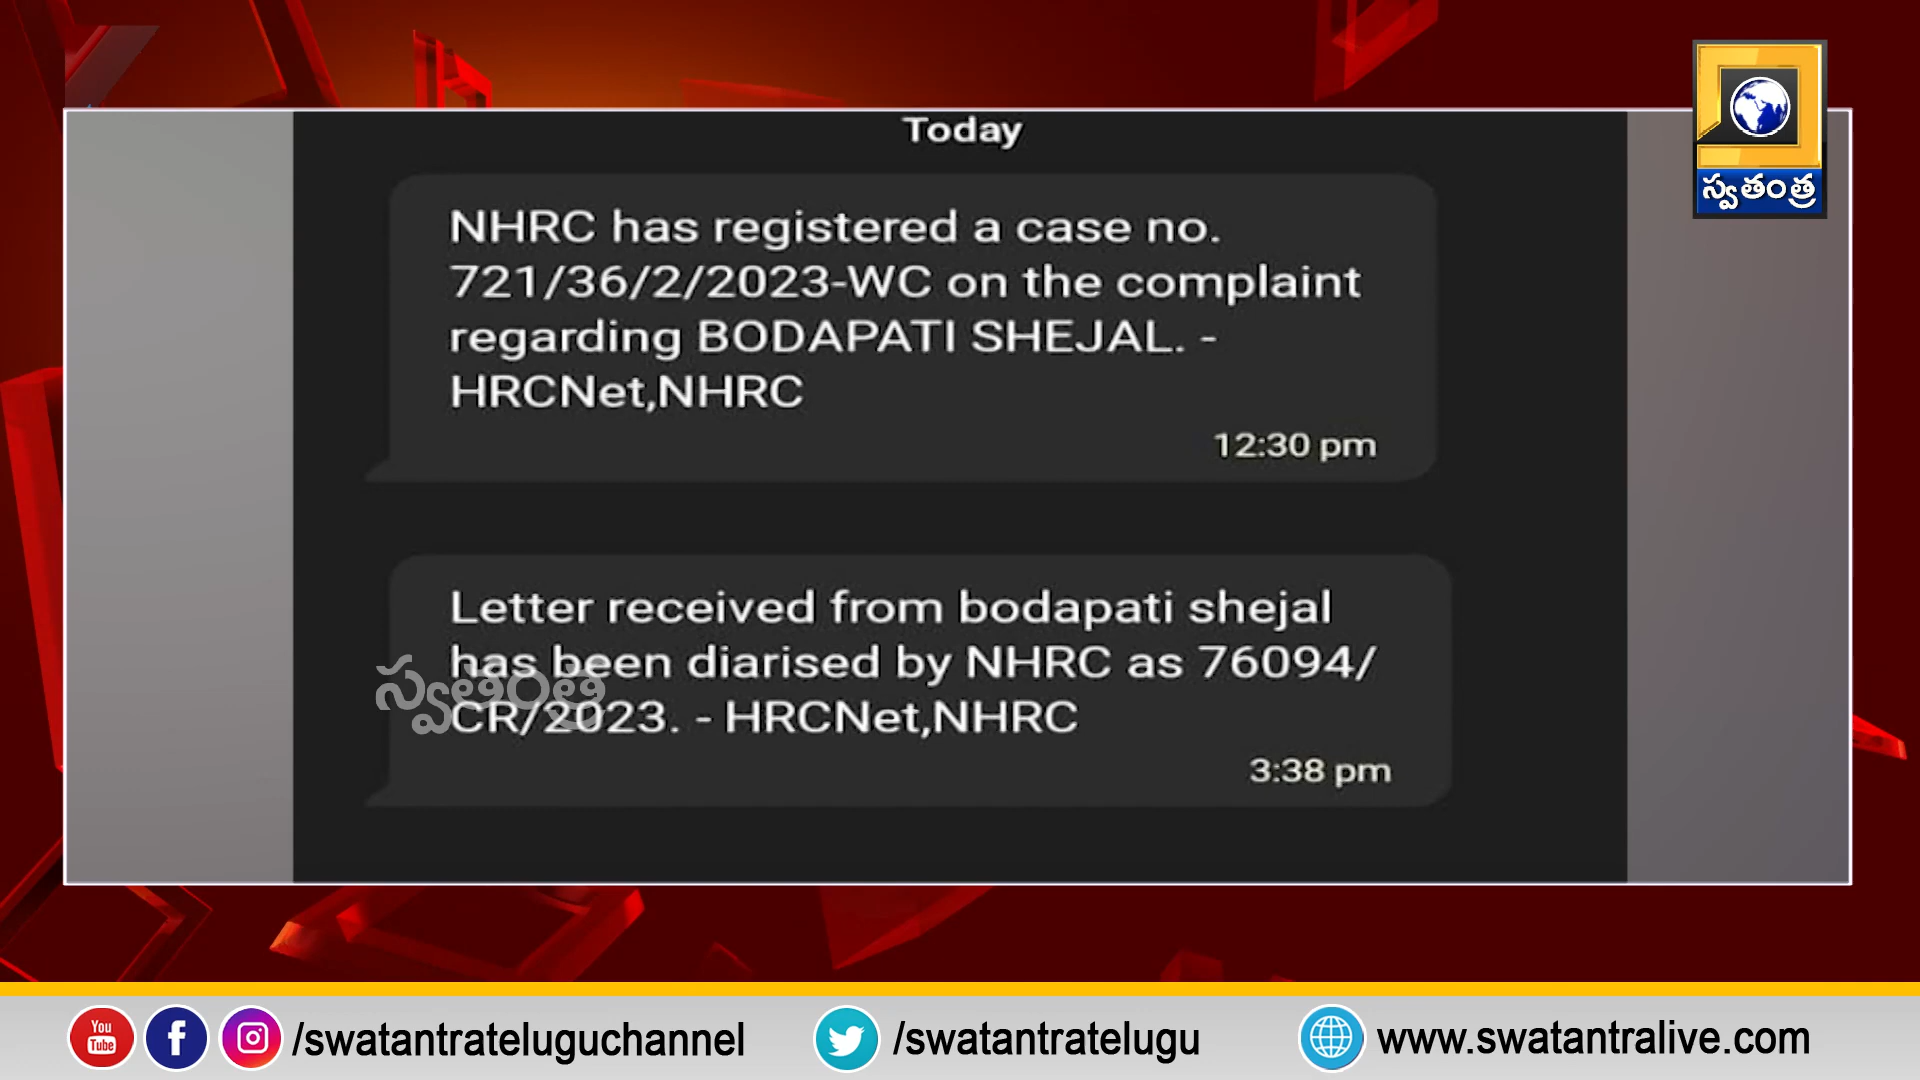 Today
స్వతంత్ర
NHRC has registered a case no.
721/36/2/2023-WC on the complaint
regarding BODAPATI SHEJAL. -
HRCNet,NHRC
12:30 pm
Letter received from bodapati shejal
has been diarised by NHRC as 76094/
CR/2023. - HRCNet,NHRC
స్వతంత్ర
3:38 pm
You
Tube
/swatantrateluguchannel
/swatantratelugu
www.swatantralive.com